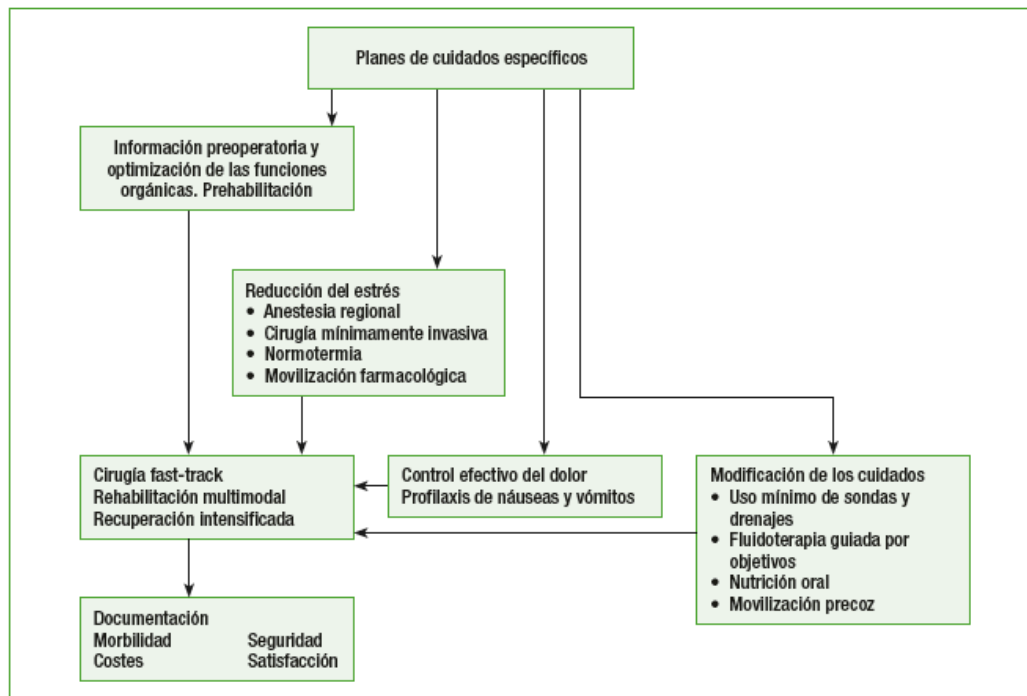 Planes de cuidados específicos
Información preoperatoria y
optimización de las funciones
orgánicas. Prehabilitación
Reducción del estrés
• Anestesia regional
• Cirugía mínimamente invasiva
• Normotermia
• Movilización farmacológica
Cirugía fast-track
Rehabilitación multimodal
Recuperación intensificada
Control efectivo del dolor
Profilaxis de náuseas y vómitos
Modificación de los cuidados
• Uso mínimo de sondas y
drenajes
• Fluidoterapia guiada por
objetivos
• Nutrición oral
• Movilización precoz
Documentación
Morbilidad Seguridad
Costes Satisfacción